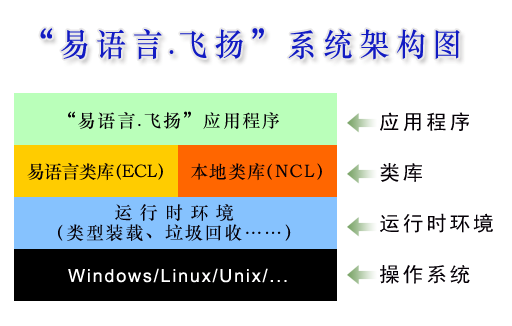 “易语言.飞扬”系统架构图
“易语言.飞扬”应用程序
应用程序
易语言类库(ECL)
本地类库(NCL)
类库
运行时环境
(类型装载、垃圾回收……)
运行时环境
Windows/Linux/Unix/...
操作系统